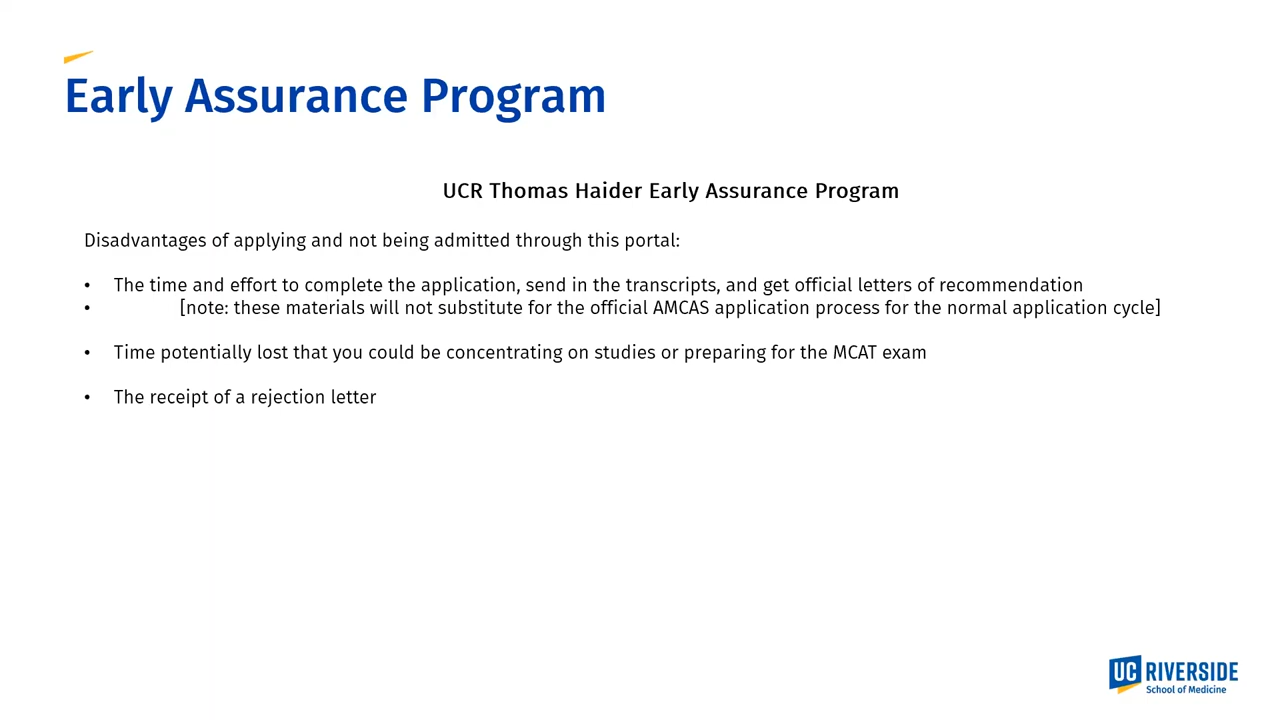 Early Assurance Program
UCR Thomas Haider Early Assurance Program
Disadvantages of applying and not being admitted through this portal:
• The time and effort to complete the application, send in the transcripts, and get official letters of recommendation
• [note: these materials will not substitute for the official AMCAS application process for the normal application cycle]
• Time potentially lost that you could be concentrating on studies or preparing for the MCAT exam
• The receipt of a rejection letter
UC RIVERSIDE
School of Medicine